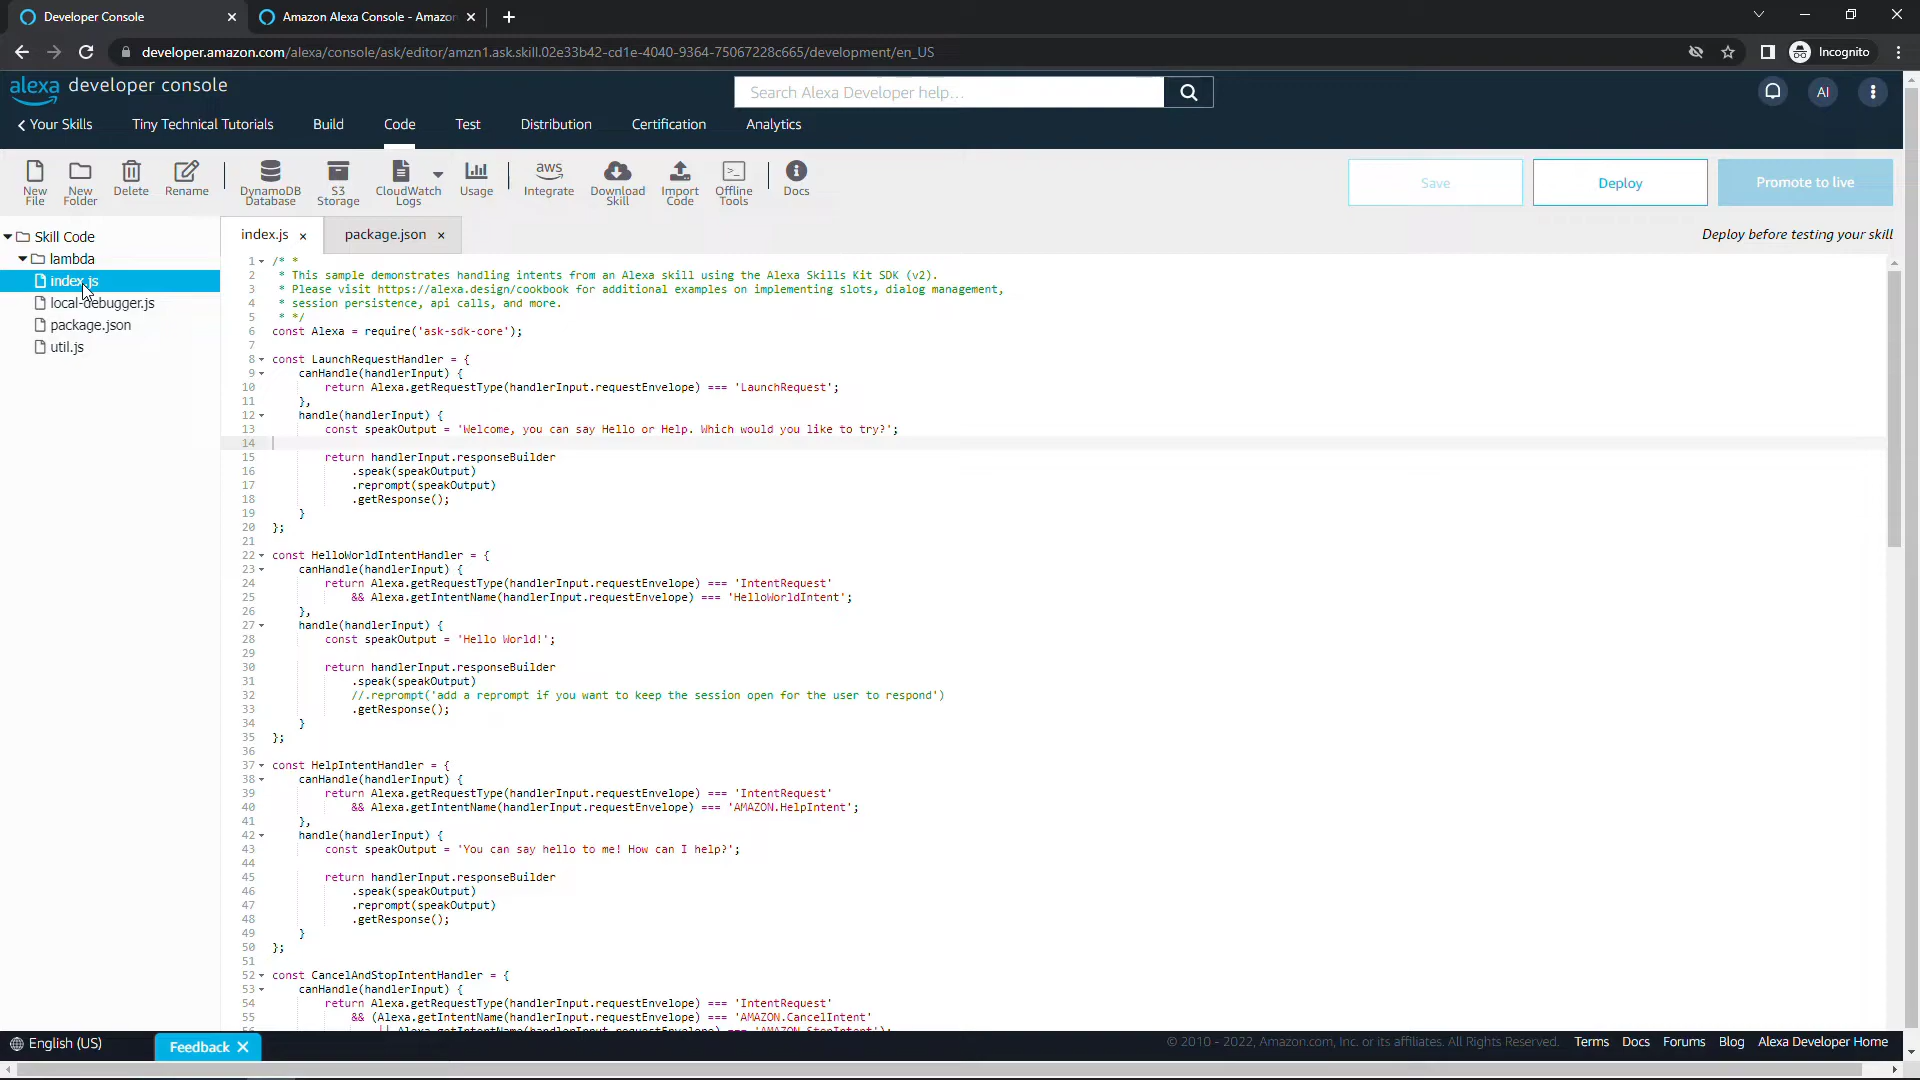 Developer Console
Amazon Alexa Console - Amazon
developer.amazon.com/alexa/console/ask/editor/amzn1.ask.skill.02e33b42-cd1e-4040-9364-75067228c665/development/en_US
Incognito
alexa developer console
Search Alexa Developer help...
AI
Your Skills
Tiny Technical Tutorials
Build
Code
Test
Distribution
Certification
Analytics
New File
New Folder
Delete
Rename
DynamoDB Database
S3 Storage
CloudWatch Logs
Usage
aws Integrate
Download Skill
Import Code
Offline Tools
Docs
Save
Deploy
Promote to live
Skill Code
lambda
index.js
local-debugger.js
package.json
util.js
index.js
package.json
Deploy before testing your skill
1 /* *
2  * This sample demonstrates handling intents from an Alexa skill using the Alexa Skills Kit SDK (v2).
3  * Please visit https://alexa.design/cookbook for additional examples on implementing slots, dialog management,
4  * session persistence, api calls, and more.
5  * */
6 const Alexa = require('ask-sdk-core');
7
8 const LaunchRequestHandler = {
9     canHandle(handlerInput) {
10         return Alexa.getRequestType(handlerInput.requestEnvelope) === 'LaunchRequest';
11     },
12     handle(handlerInput) {
13         const speakOutput = 'Welcome, you can say Hello or Help. Which would you like to try?';
14
15         return handlerInput.responseBuilder
16             .speak(speakOutput)
17             .reprompt(speakOutput)
18             .getResponse();
19     }
20 };
21
22 const HelloWorldIntentHandler = {
23     canHandle(handlerInput) {
24         return Alexa.getRequestType(handlerInput.requestEnvelope) === 'IntentRequest'
25             && Alexa.getIntentName(handlerInput.requestEnvelope) === 'HelloWorldIntent';
26     },
27     handle(handlerInput) {
28         const speakOutput = 'Hello World!';
29
30         return handlerInput.responseBuilder
31             .speak(speakOutput)
32             //.reprompt('add a reprompt if you want to keep the session open for the user to respond')
33             .getResponse();
34     }
35 };
36
37 const HelpIntentHandler = {
38     canHandle(handlerInput) {
39         return Alexa.getRequestType(handlerInput.requestEnvelope) === 'IntentRequest'
40             && Alexa.getIntentName(handlerInput.requestEnvelope) === 'AMAZON.HelpIntent';
41     },
42     handle(handlerInput) {
43         const speakOutput = 'You can say hello to me! How can I help?';
44
45         return handlerInput.responseBuilder
46             .speak(speakOutput)
47             .reprompt(speakOutput)
48             .getResponse();
49     }
50 };
51
52 const CancelAndStopIntentHandler = {
53     canHandle(handlerInput) {
54         return Alexa.getRequestType(handlerInput.requestEnvelope) === 'IntentRequest'
55             && (Alexa.getIntentName(handlerInput.requestEnvelope) === 'AMAZON.CancelIntent'
56                 || Alexa.getIntentName(handlerInput.requestEnvelope) === 'AMAZON.StopIntent');
English (US)
Feedback
© 2010 - 2022, Amazon.com, Inc. or its affiliates. All Rights Reserved.
Terms
Docs
Forums
Blog
Alexa Developer Home